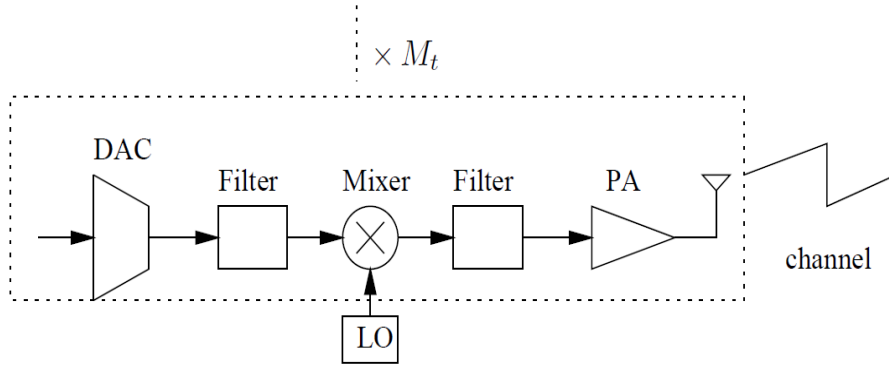 × M_t
DAC
Filter
Mixer
Filter
PA
channel
LO